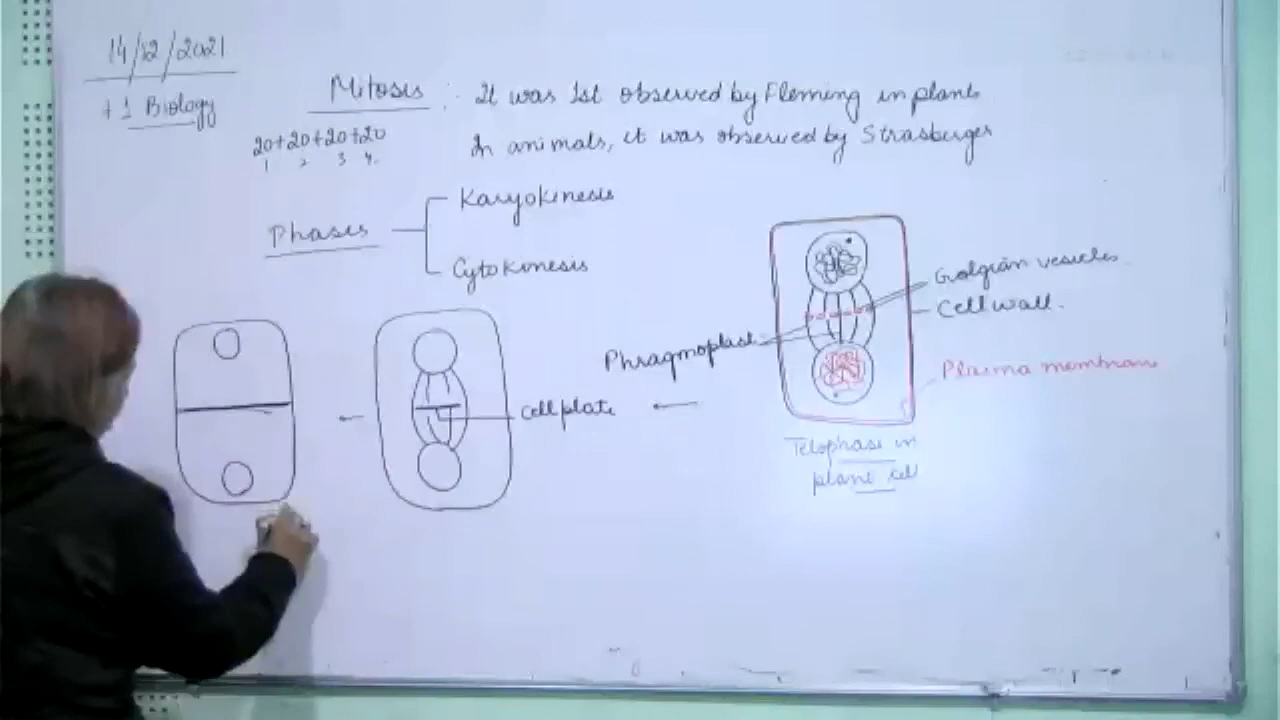 14/12/2021
+1 Biology
Mitosis :- It was 1st observed by Fleming in plants
In animals, it was observed by Strasberger
20+20+20+20
1 2 3 4.
Phases
Karyokinesis
Cytokinesis
Golgian vesicles
Cell wall.
Phragmoplast
Plasma membrane
Cell plate
Telophase in
plant cell